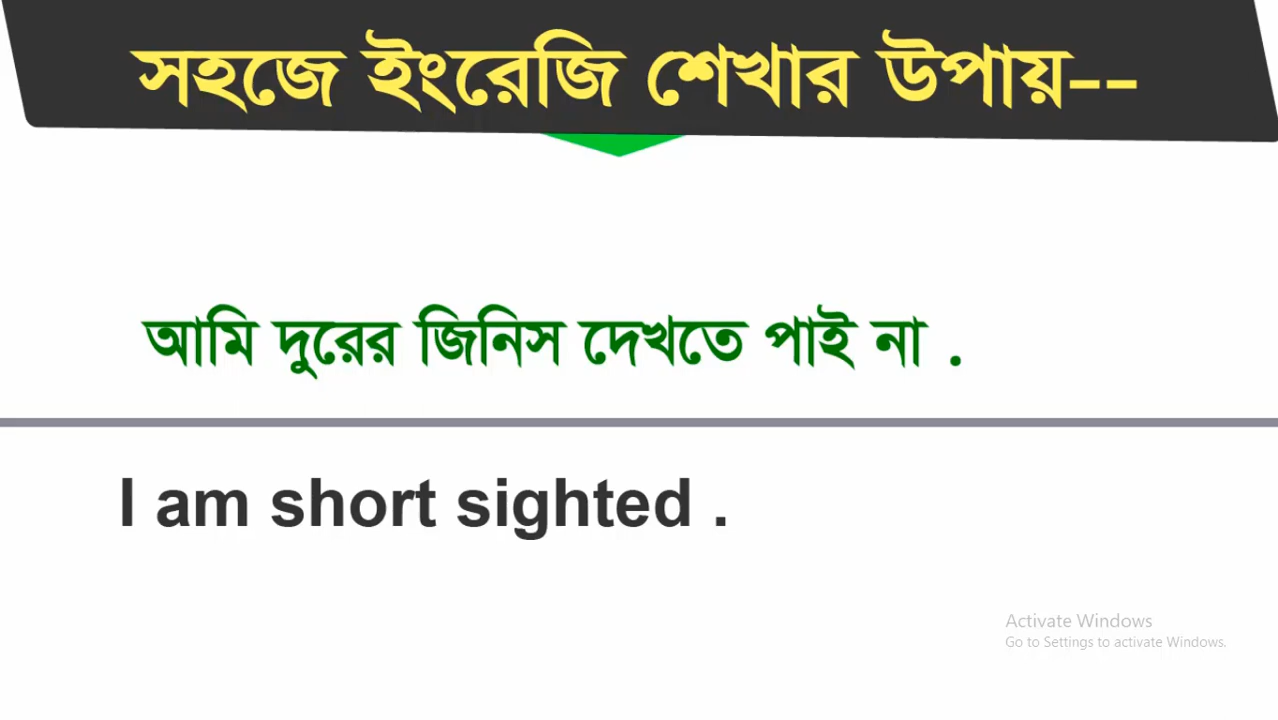 সহজে ইংরেজি শেখার উপায়--
আমি দুরের জিনিস দেখতে পাই না .
I am short sighted .
Activate Windows
Go to Settings to activate Windows.